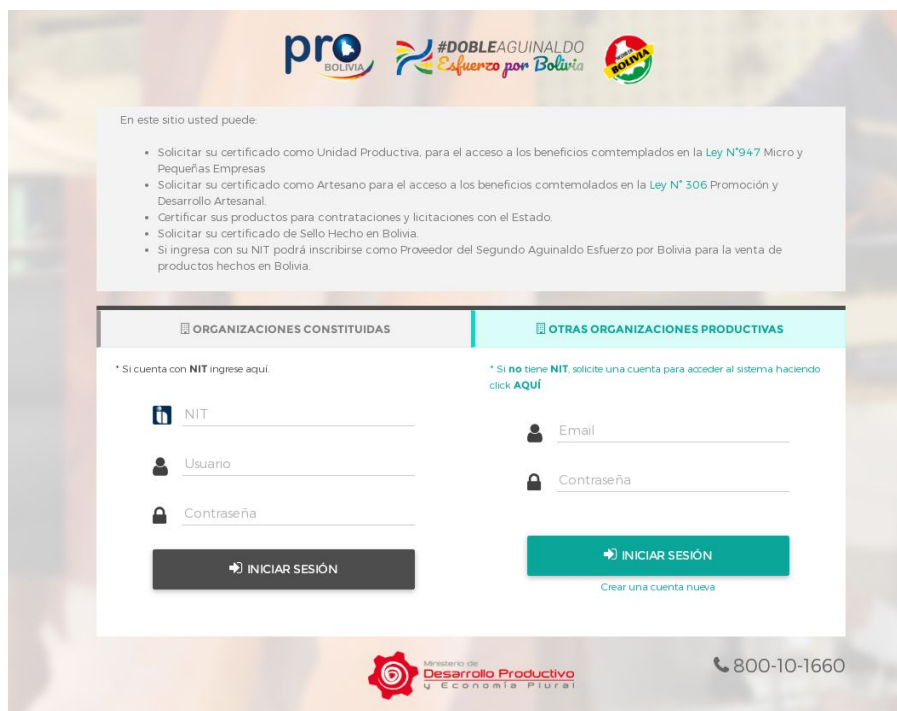 pro
BOLIVIA
#DOBLEAGUINALDO
Esfuerzo por Bolivia
HECHO EN
BOLIVIA
En este sitio usted puede:
• Solicitar su certificado como Unidad Productiva, para el acceso a los beneficios comtemplados en la Ley N°947 Micro y
Pequeñas Empresas
• Solicitar su certificado como Artesano para el acceso a los beneficios comtemolados en la Ley N° 306 Promoción y
Desarrollo Artesanal.
• Certificar sus productos para contrataciones y licitaciones con el Estado.
• Solicitar su certificado de Sello Hecho en Bolivia.
• Si ingresa con su NIT podrá inscribirse como Proveedor del Segundo Aguinaldo Esfuerzo por Bolivia para la venta de
productos hechos en Bolivia.
ORGANIZACIONES CONSTITUIDAS
* Si cuenta con NIT ingrese aquí.
NIT
Usuario
Contraseña
INICIAR SESIÓN
OTRAS ORGANIZACIONES PRODUCTIVAS
* Si no tiene NIT, solicite una cuenta para acceder al sistema haciendo
click AQUÍ
Email
Contraseña
INICIAR SESIÓN
Crear una cuenta nueva
Ministerio de
Desarrollo Productivo
y Economía Plural
800-10-1660